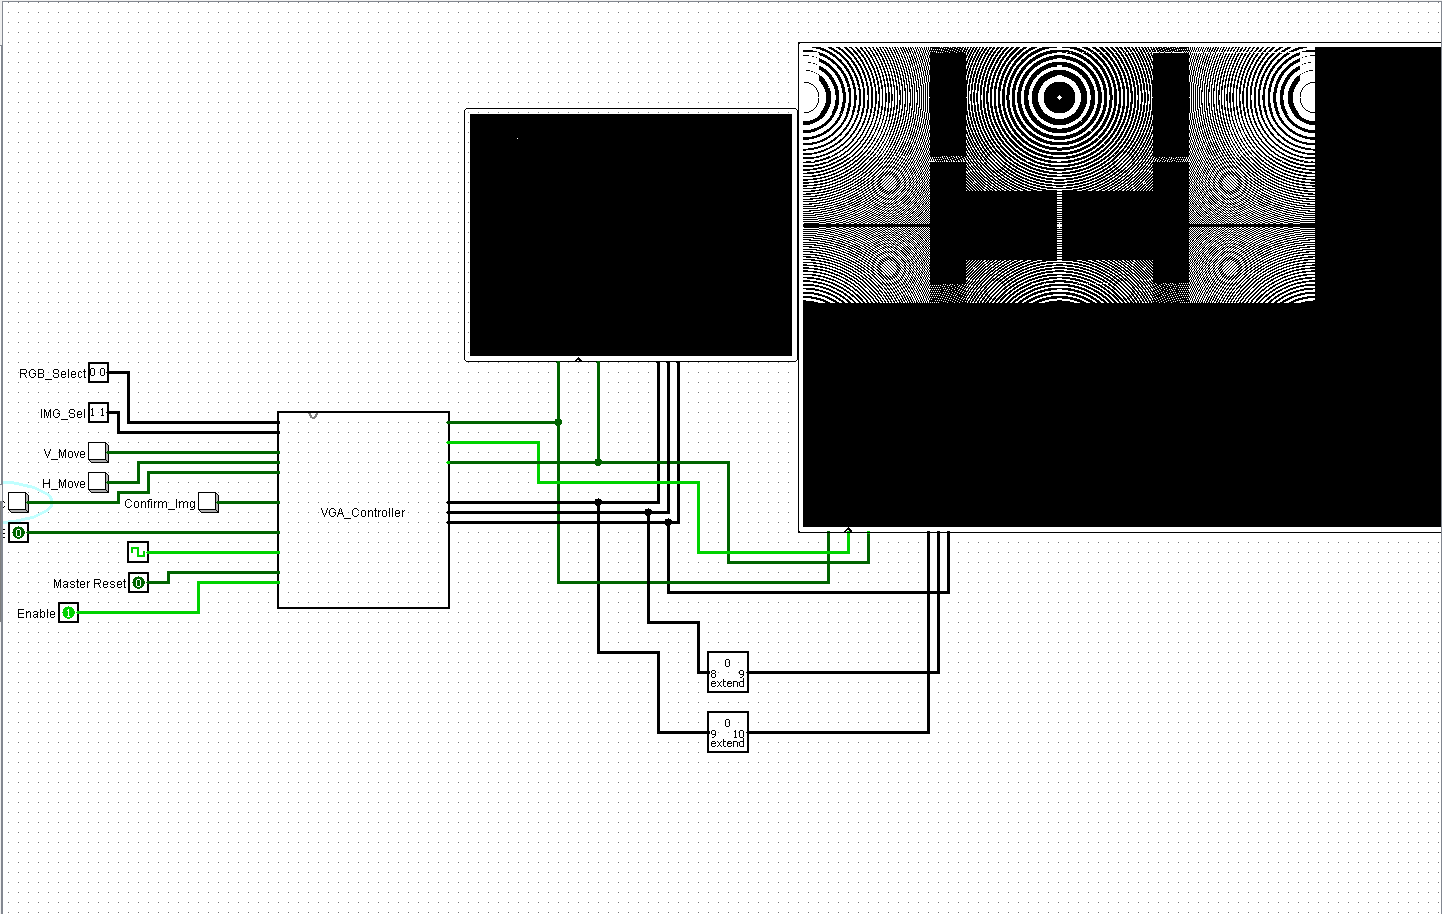 RGB_Select 0 0
IMG_Sel 1 1
V_Move
H_Move
Confirm_Img
0
Master Reset 0
Enable 1
VGA_Controller
0
8 9
extend
0
9 10
extend